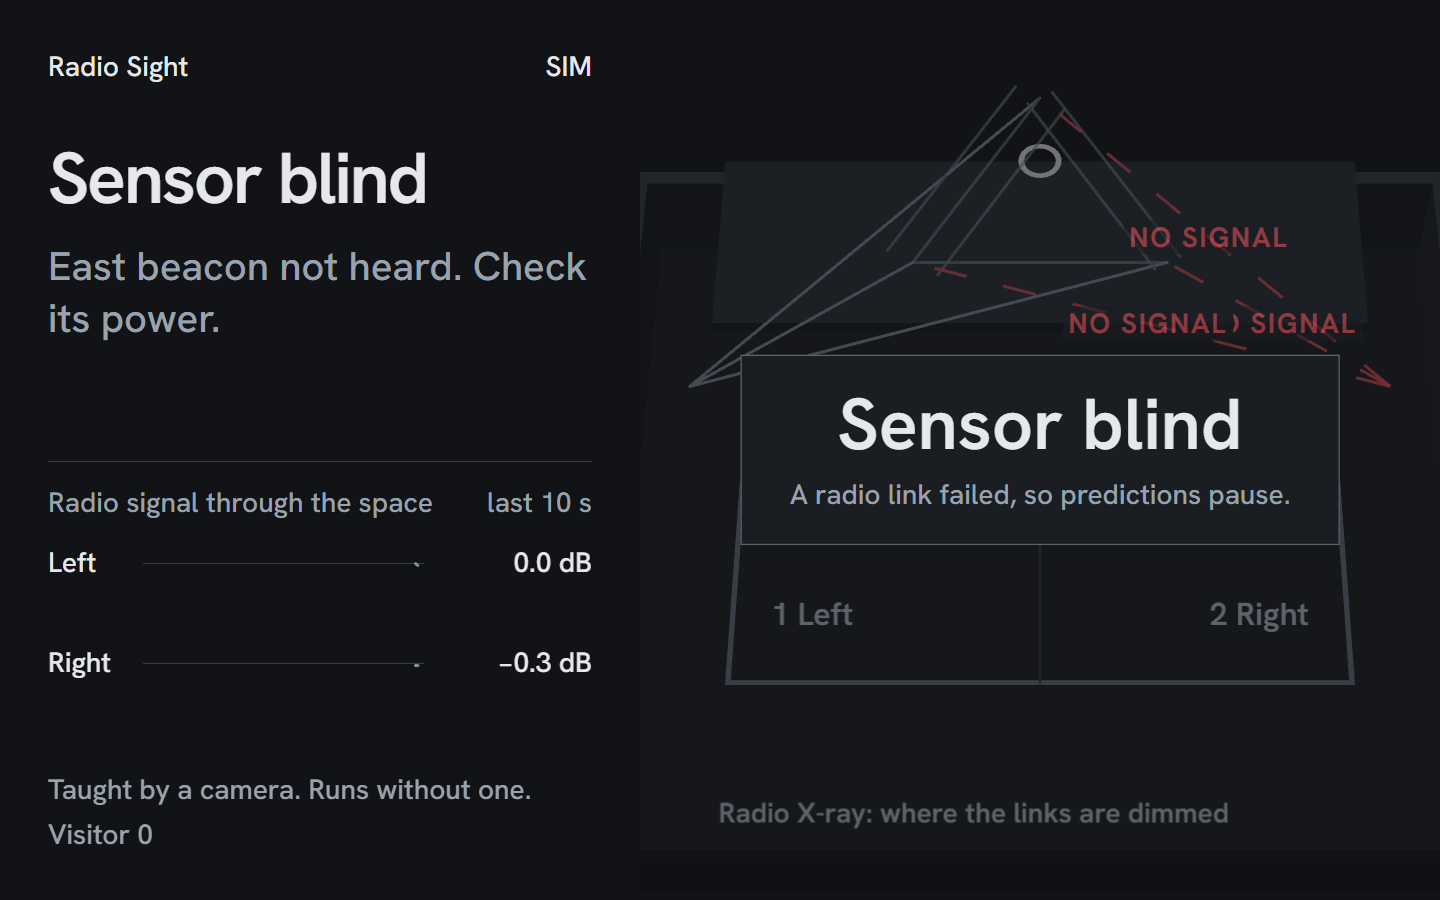 Radio Sight
SIM
Sensor blind
East beacon not heard. Check
its power.
Radio signal through the space
last 10 s
Left
0.0 dB
Right
−0.3 dB
Taught by a camera. Runs without one.
Visitor 0
NO SIGNAL
NO SIGNAL
SIGNAL
Sensor blind
A radio link failed, so predictions pause.
1 Left
2 Right
Radio X-ray: where the links are dimmed